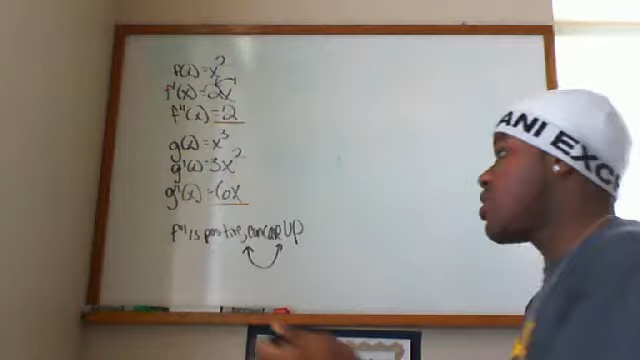 f(x)=x²
f'(x)=2x
f''(x)=2
g(x)=x³
g'(x)=3x²
g''(x)=6x
f'' is positive, concave up
ANI EXC